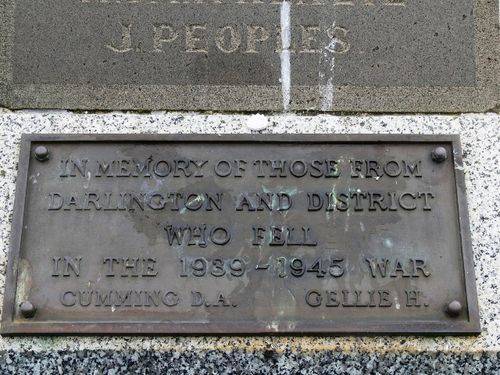 J. PEOPLES.
IN MEMORY OF THOSE FROM
DARLINGTON AND DISTRICT
WHO FELL
IN THE 1939-1945 WAR
CUMMING D.A. GELLIE H.